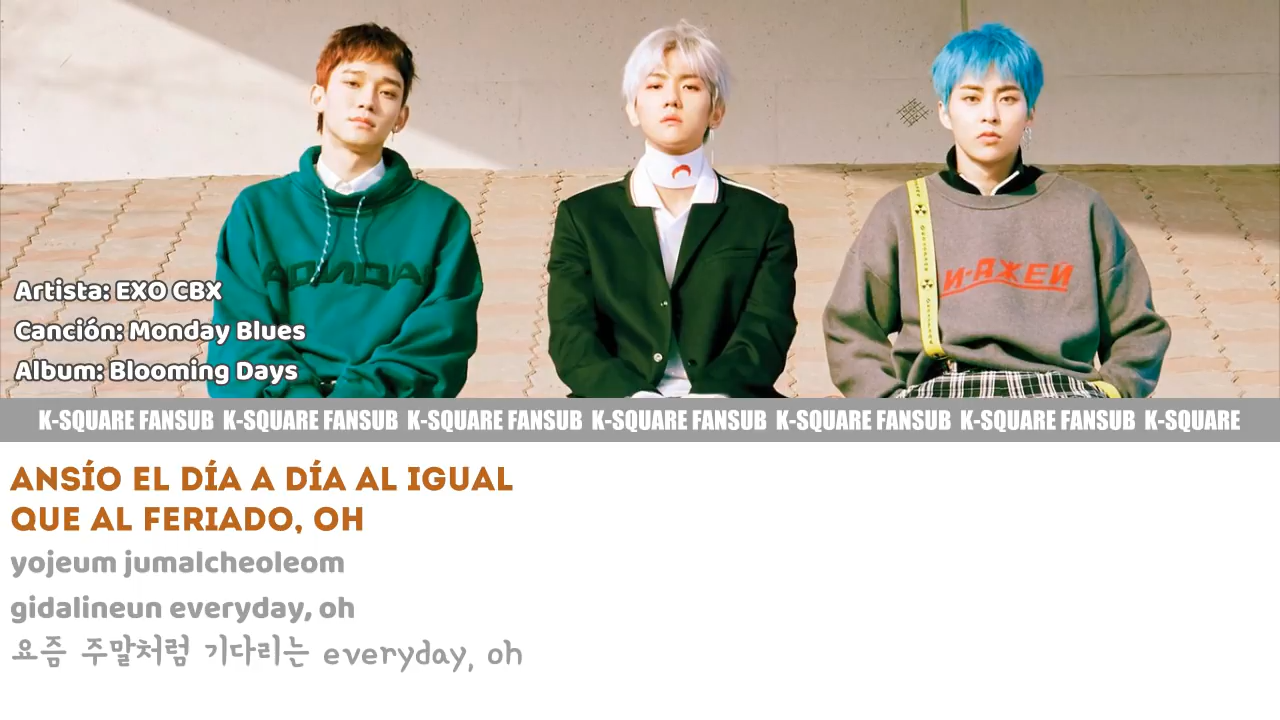 И-ДЖЕЙ
Artista: EXO CBX
Canción: Monday Blues
Album: Blooming Days
K-SQUARE FANSUB K-SQUARE FANSUB K-SQUARE FANSUB K-SQUARE FANSUB K-SQUARE FANSUB K-SQUARE FANSUB K-SQUARE
ANSÍO EL DÍA A DÍA AL IGUAL
QUE AL FERIADO, OH
yojeum jumalcheoleom
gidalineun everyday, oh
요즘 주말처럼 기다리는 everyday, oh